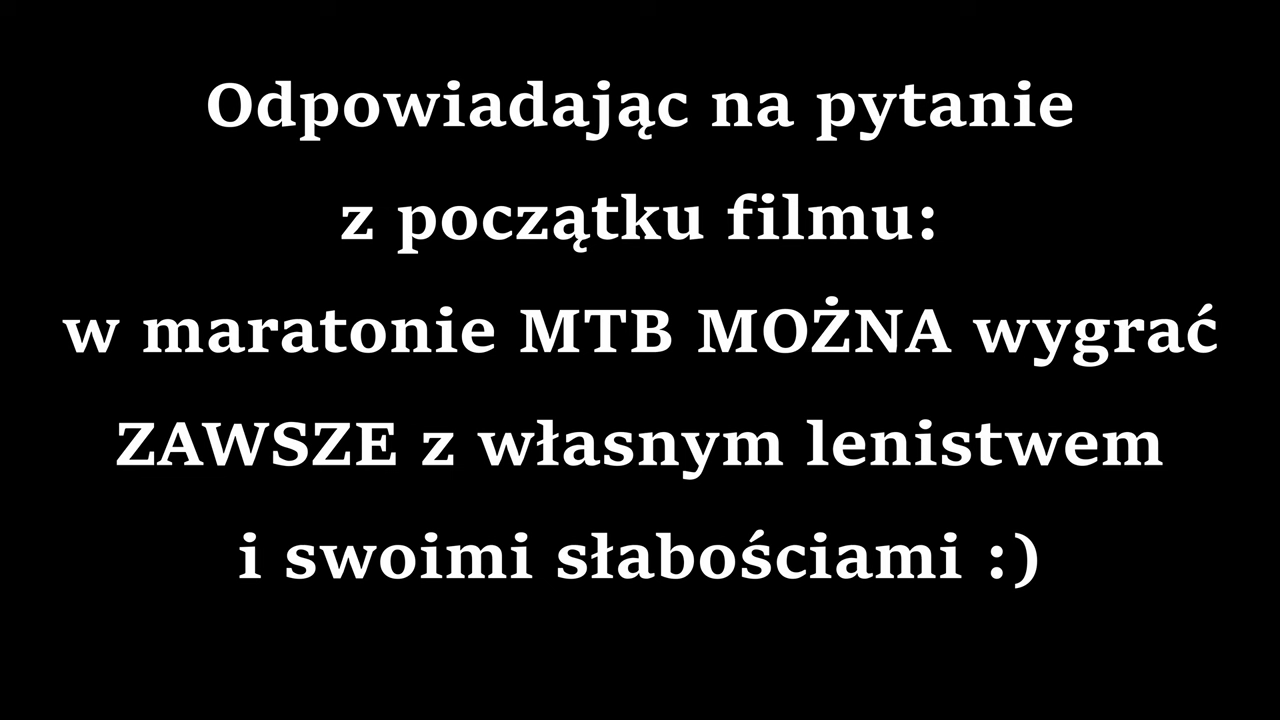 Odpowiadając na pytanie
z początku filmu:
w maratonie MTB MOŻNA wygrać
ZAWSZE z własnym lenistwem
i swoimi słabościami :)